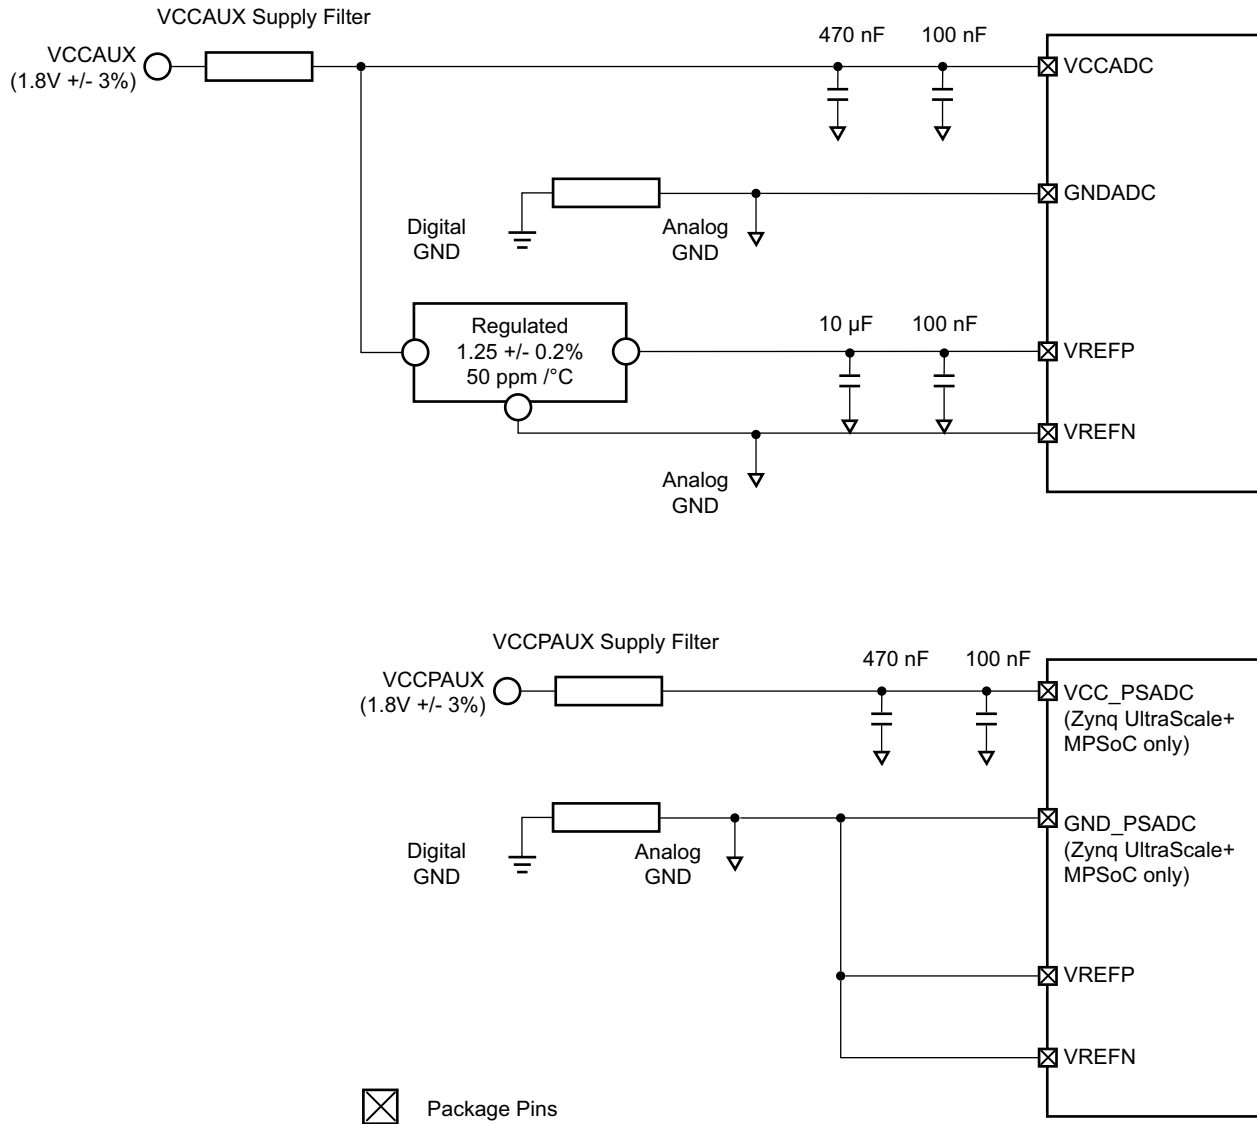 VCCAUX Supply Filter
VCCAUX
(1.8V +/- 3%)
470 nF
100 nF
VCCADC
GNDADC
Digital
GND
Analog
GND
Regulated
1.25 +/- 0.2%
50 ppm /°C
10 µF
100 nF
VREFP
VREFN
Analog
GND
VCCPAUX Supply Filter
VCCPAUX
(1.8V +/- 3%)
470 nF
100 nF
VCC_PSADC
(Zynq UltraScale+
MPSoC only)
GND_PSADC
(Zynq UltraScale+
MPSoC only)
Digital
GND
Analog
GND
VREFP
VREFN
Package Pins